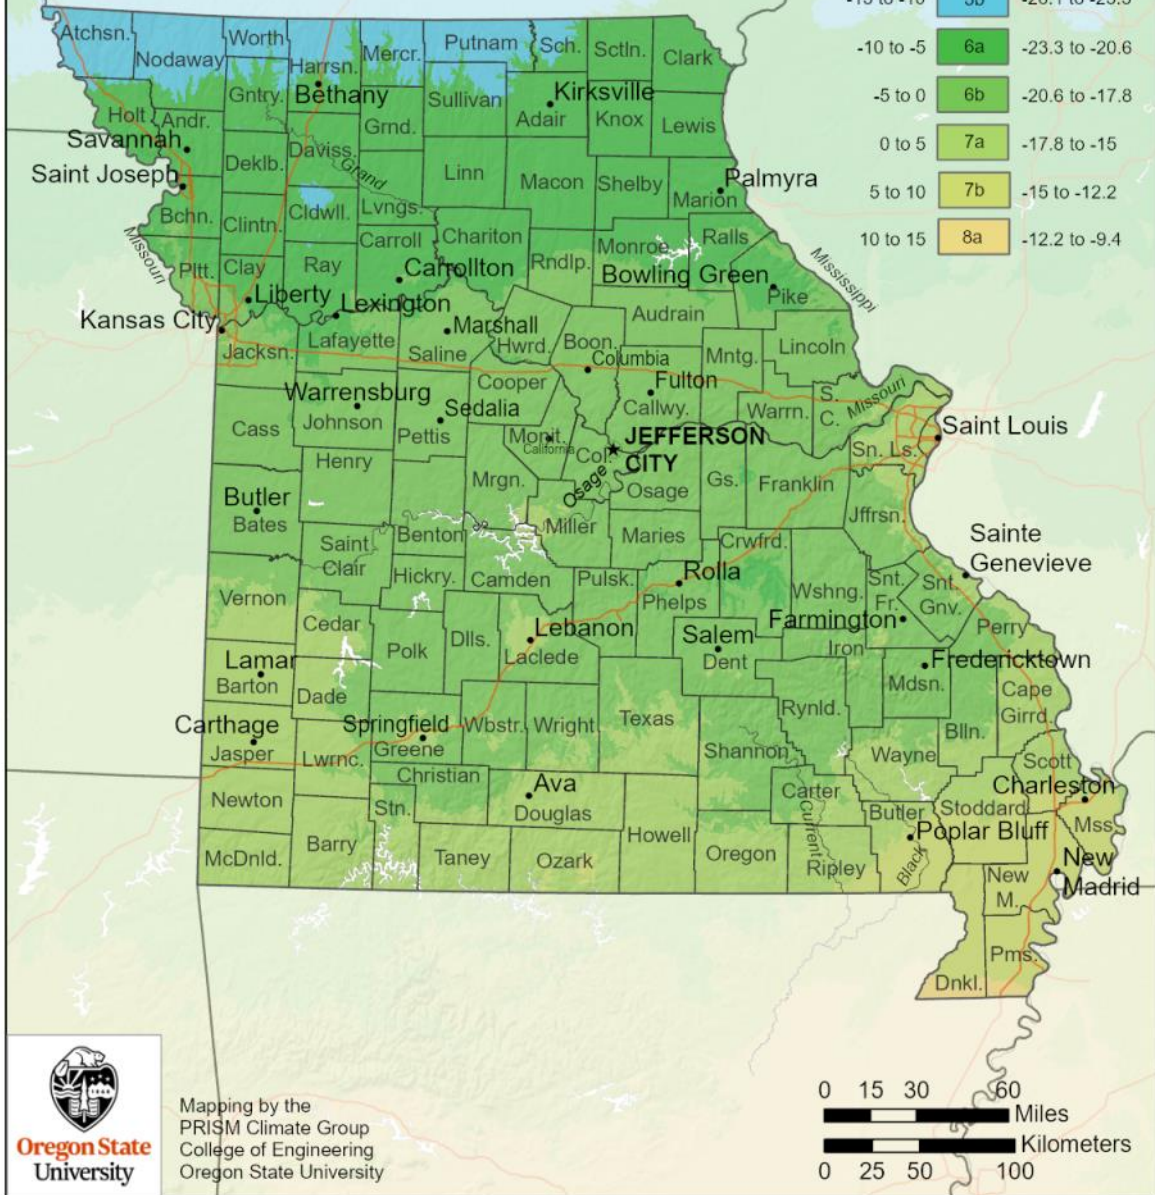 -15 to -10 5b -26.1 to -23.3
-10 to -5 6a -23.3 to -20.6
-5 to 0 6b -20.6 to -17.8
0 to 5 7a -17.8 to -15
5 to 10 7b -15 to -12.2
10 to 15 8a -12.2 to -9.4
Atchsn.
Nodaway
Worth
Harrsn.
Mercr.
Putnam
Sch.
Sctln.
Clark
Gntry.
Bethany
Sullivan
Kirksville
Adair
Knox
Lewis
Holt
Andr.
Savannah
Grnd.
Daviss.
Grand
Deklb.
Linn
Macon
Shelby
Marion
Palmyra
Saint Joseph
Bchn.
Clintn.
Cldwll.
Lvngs.
Carroll
Chariton
Rndlp.
Monroe
Ralls
Missouri
Mississippi
Pltt.
Clay
Ray
Carrollton
Bowling Green
Pike
Liberty
Lexington
Kansas City
Marshall
Audrain
Lafayette
Jacksn.
Saline
Hwrd.
Boon.
Columbia
Mntg.
Lincoln
Warrensburg
Johnson
Cooper
Fulton
Callwy.
Warrn.
S.
C.
Missouri
Cass
Sedalia
Pettis
Monit.
California
Col.
JEFFERSON
CITY
Saint Louis
Sn. Ls.
Henry
Mrgn.
Osage
Osage
Gs.
Franklin
Butler
Bates
Miller
Maries
Jffrsn.
Saint
Clair
Benton
Crwfrd.
Sainte
Genevieve
Hickry.
Camden
Pulsk.
Rolla
Phelps
Wshng.
Snt.
Fr.
Snt.
Gnv.
Vernon
Cedar
Polk
Dlls.
Lebanon
Laclede
Salem
Dent
Farmington
Iron
Perry
Lamar
Barton
Dade
Fredericktown
Mdsn.
Cape
Girrd.
Carthage
Jasper
Springfield
Greene
Wbstr.
Wright
Texas
Rynld.
Blln.
Lwrnc.
Christian
Shannon
Wayne
Scott
Newton
Stn.
Ava
Douglas
Carter
Charleston
Butler
Stoddard
McDnld.
Barry
Taney
Ozark
Howell
Oregon
Current
Ripley
Poplar Bluff
Black
Mss.
New
Madrid
New
M.
Pms.
Dnkl.
Oregon State
University
Mapping by the
PRISM Climate Group
College of Engineering
Oregon State University
0 15 30 60
Miles
Kilometers
0 25 50 100